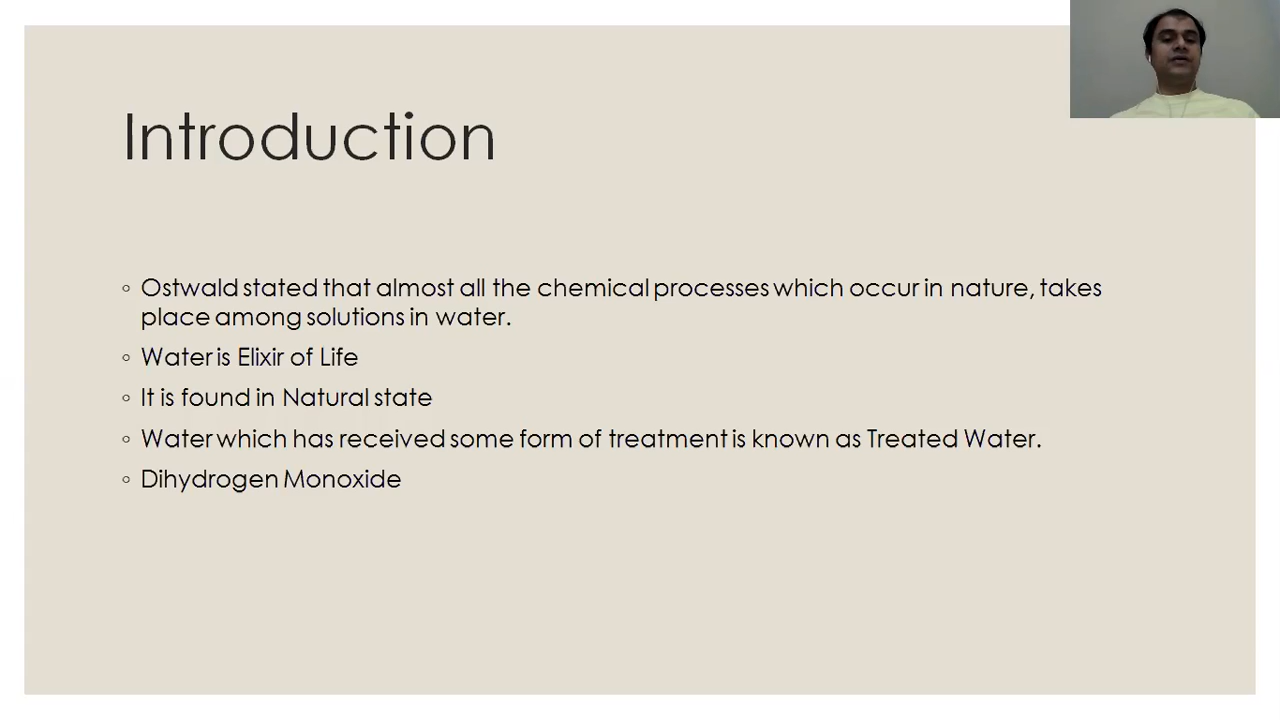 Introduction
◦ Ostwald stated that almost all the chemical processes which occur in nature, takes
place among solutions in water.
◦ Water is Elixir of Life
◦ It is found in Natural state
◦ Water which has received some form of treatment is known as Treated Water.
◦ Dihydrogen Monoxide